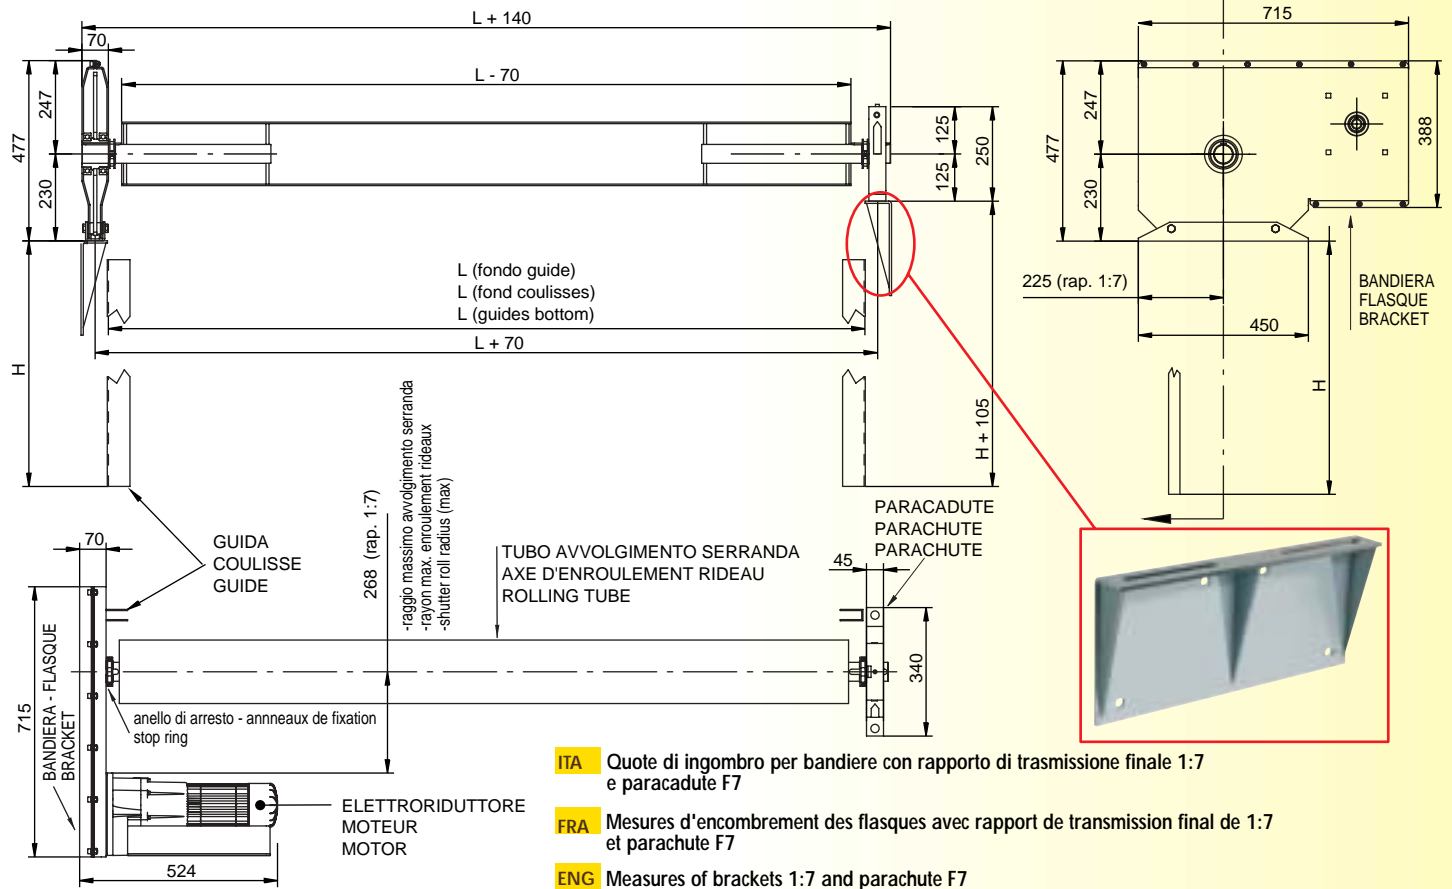 L + 140
70
L - 70
247
477
230
125
250
125
L (fondo guide)
L (fond coulisses)
L (guides bottom)
L + 70
H
H + 105
715
247
477
230
388
225 (rap. 1:7)
450
H
BANDIERA
FLASQUE
BRACKET
70
GUIDA
COULISSE
GUIDE
268 (rap. 1:7)
-raggio massimo avvolgimento serranda
-rayon max. enroulement rideaux
-shutter roll radius (max)
TUBO AVVOLGIMENTO SERRANDA
AXE D'ENROULEMENT RIDEAU
ROLLING TUBE
PARACADUTE
PARACHUTE
PARACHUTE
45
340
715
BANDIERA - FLASQUE
BRACKET
anello di arresto - annneaux de fixation
stop ring
ELETTRORIDUTTORE
MOTEUR
MOTOR
524
ITA Quote di ingombro per bandiere con rapporto di trasmissione finale 1:7
e paracadute F7
FRA Mesures d'encombrement des flasques avec rapport de transmission final de 1:7
et parachute F7
ENG Measures of brackets 1:7 and parachute F7